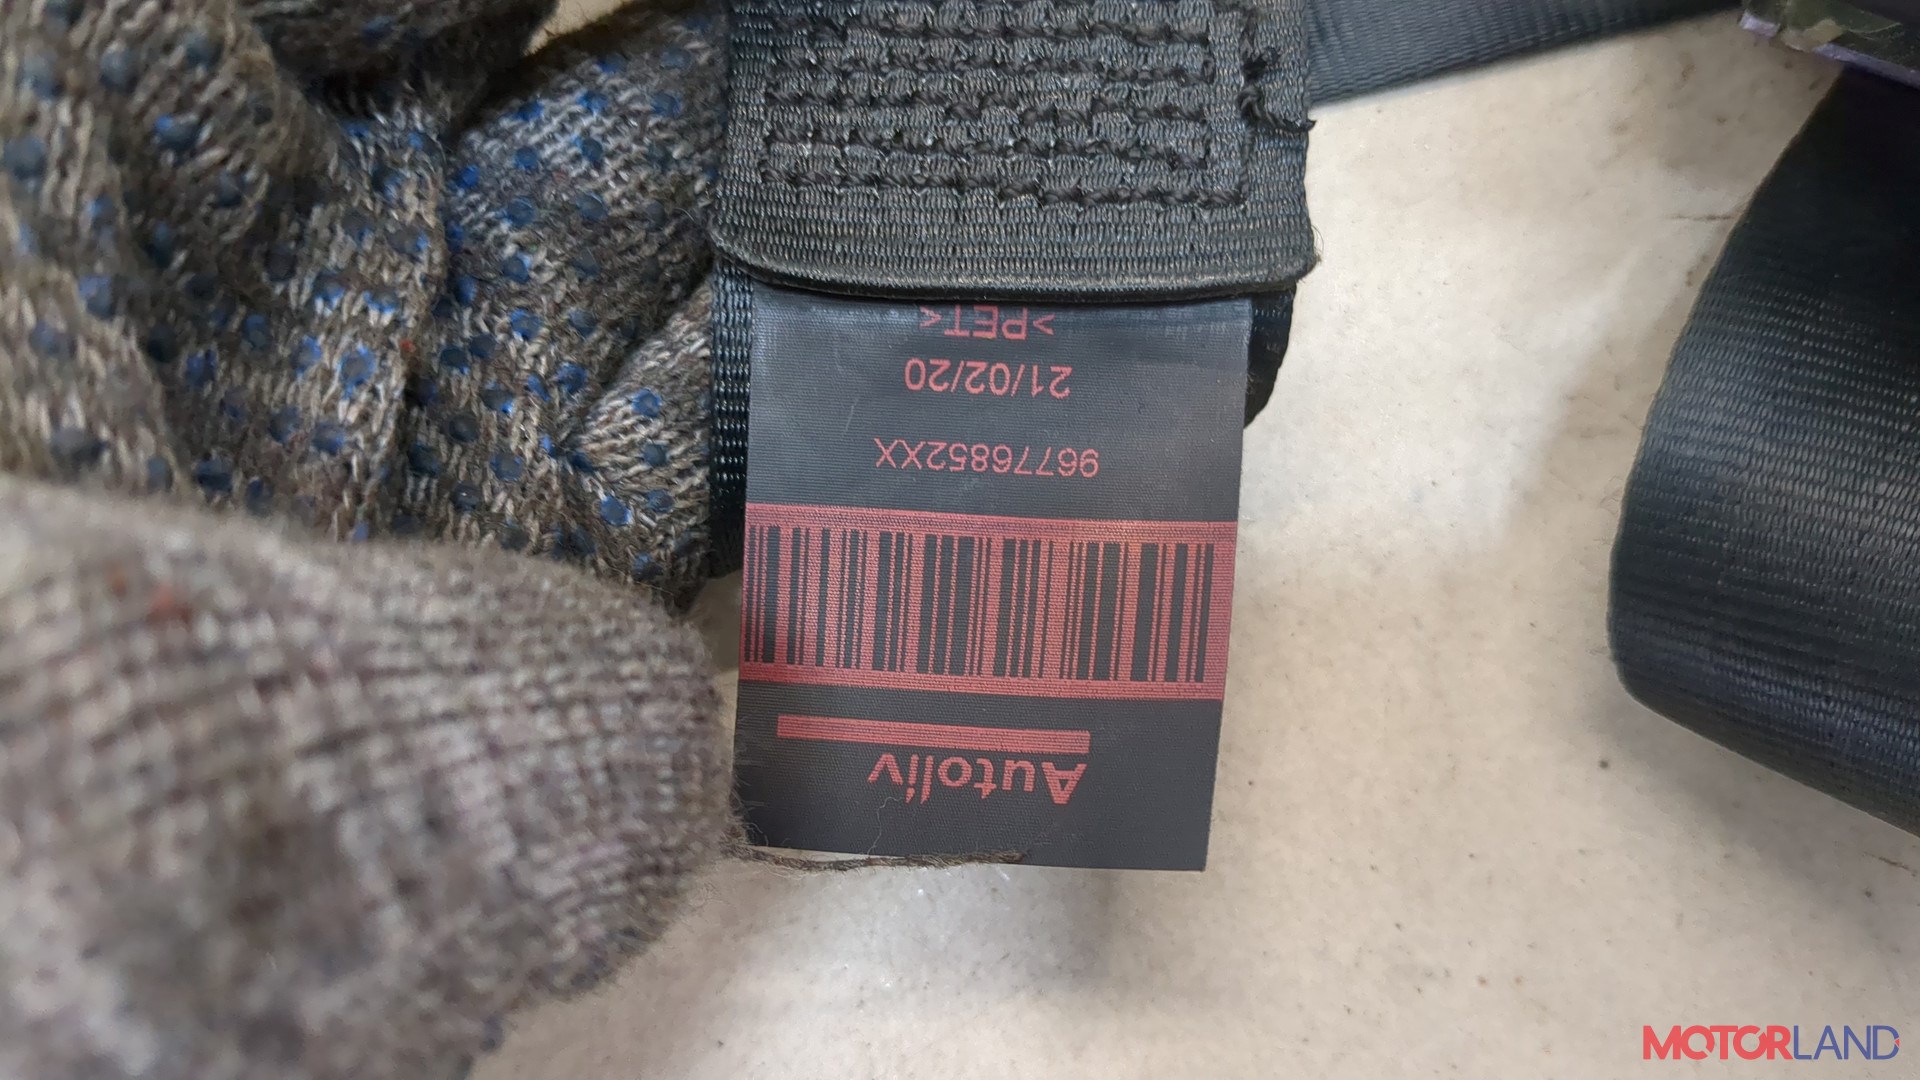 Autoliv
96776852XX
21/02/20
>PET<
MOTORLAND